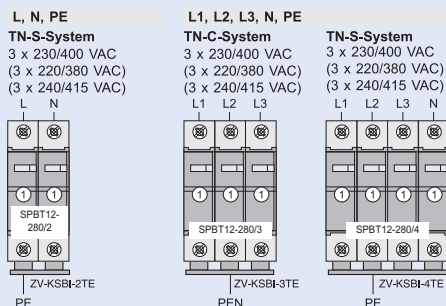 L, N, PE
TN-S-System
3 x 230/400 VAC
(3 x 220/380 VAC)
(3 x 240/415 VAC)
L N
1 1
SPBT12-
280/2
ZV-KSBI-2TE
PE
L1, L2, L3, N, PE
TN-C-System
3 x 230/400 VAC
(3 x 220/380 VAC)
(3 x 240/415 VAC)
L1 L2 L3
1 1 1
SPBT12-280/3
ZV-KSBI-3TE
PEN
TN-S-System
3 x 230/400 VAC
(3 x 220/380 VAC)
(3 x 240/415 VAC)
L1 L2 L3 N
1 1 1 1
SPBT12-280/4
ZV-KSBI-4TE
PE